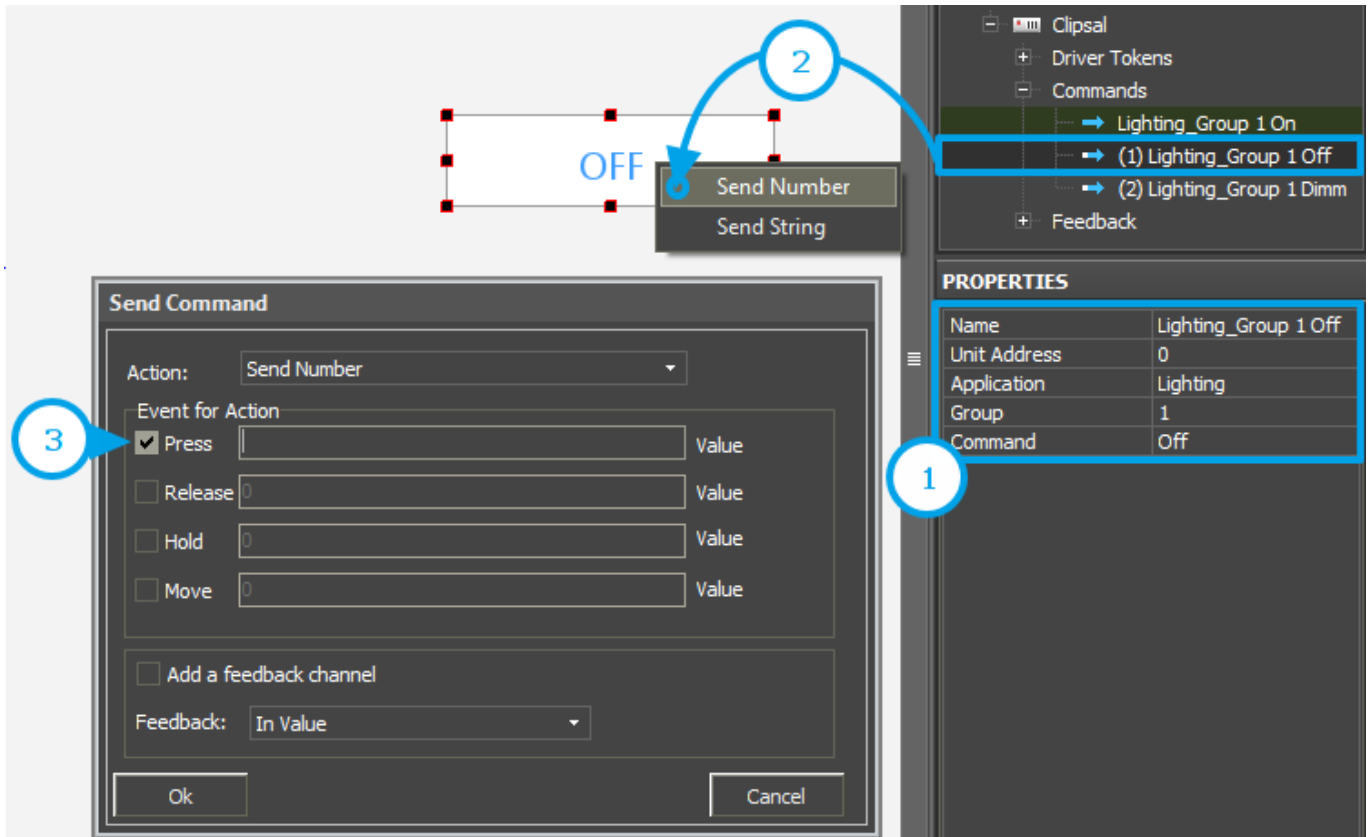 Clipsal
Driver Tokens
Commands
Lighting_Group 1 On
(1) Lighting_Group 1 Off
(2) Lighting_Group 1 Dimm
Feedback
2
OFF
Send Number
Send String
PROPERTIES
Name Lighting_Group 1 Off
Unit Address 0
Application Lighting
Group 1
Command Off
1
Send Command
Action: Send Number
Event for Action
3
Press Value
Release 0 Value
Hold 0 Value
Move 0 Value
Add a feedback channel
Feedback: In Value
Ok Cancel